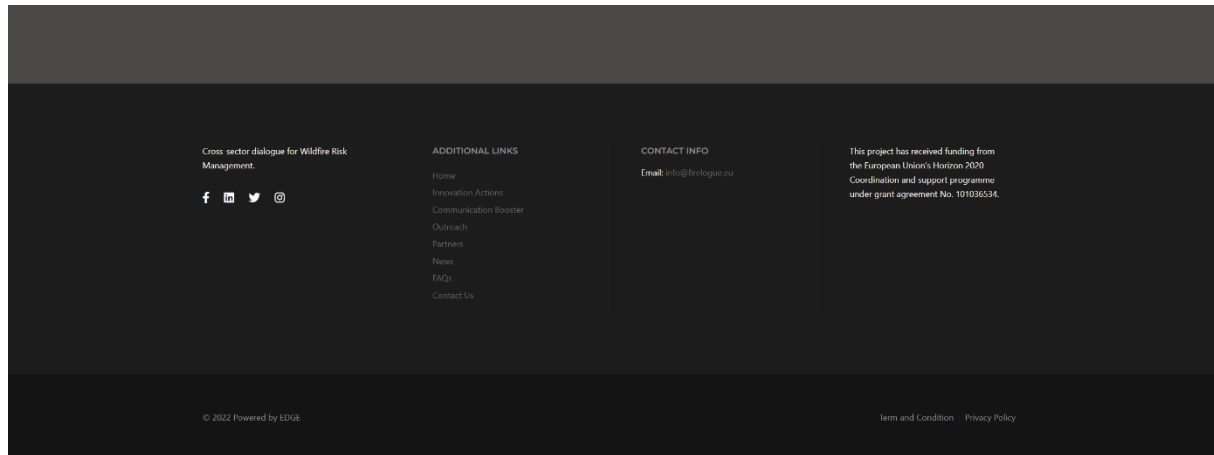 Cross-sector dialogue for Wildfire Risk
Management.
ADDITIONAL LINKS
Home
Innovation Actions
Communication Booster
Outreach
Partners
News
FAQs
Contact Us
CONTACT INFO
Email: info@firelogue.eu
This project has received funding from
the European Union's Horizon 2020
Coordination and support programme
under grant agreement No. 101036534.
© 2022 Powered by EDGE
Term and Condition Privacy Policy